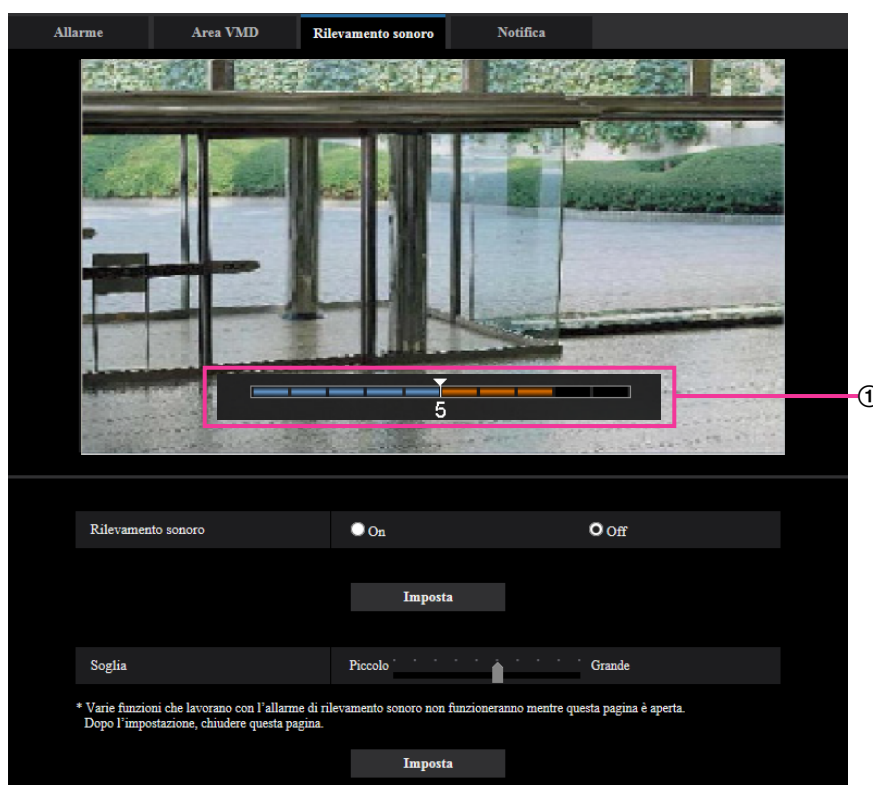 Allarme Area VMD Rilevamento sonoro Notifica
5
①
Rilevamento sonoro On Off
Imposta
Soglia Piccolo Grande
* Varie funzioni che lavorano con l'allarme di rilevamento sonoro non funzioneranno mentre questa pagina è aperta.
Dopo l'impostazione, chiudere questa pagina.
Imposta